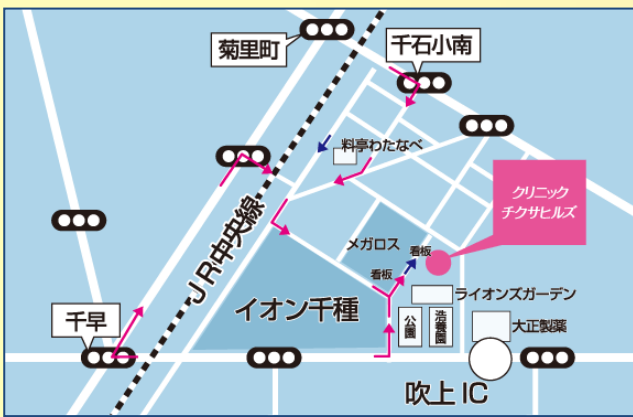 菊里町
千石小南
料亭わたなべ
クリニック
チクサヒルズ
JR中央線
メガロス
看板
看板
イオン千種
ライオンズガーデン
公園
浩養園
大正製薬
千早
吹上IC